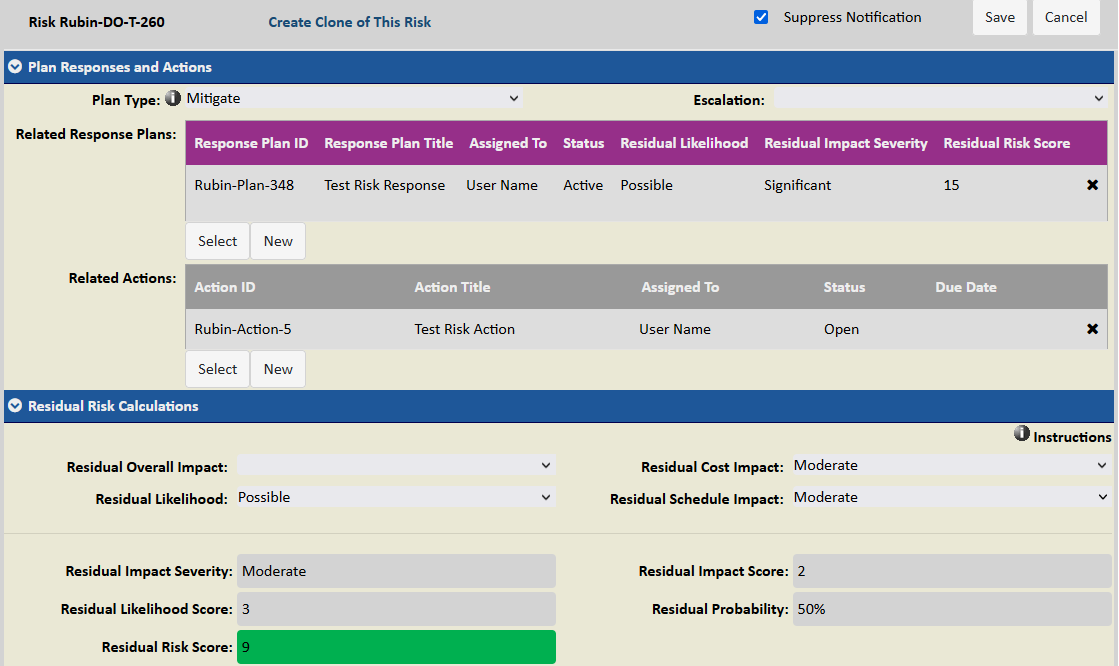 Risk Rubin-DO-T-260 Create Clone of This Risk Suppress Notification Save Cancel
Plan Responses and Actions
Plan Type: Mitigate Escalation:
Related Response Plans: Response Plan ID Response Plan Title Assigned To Status Residual Likelihood Residual Impact Severity Residual Risk Score
Rubin-Plan-348 Test Risk Response User Name Active Possible Significant 15
Select New
Related Actions: Action ID Action Title Assigned To Status Due Date
Rubin-Action-5 Test Risk Action User Name Open
Select New
Residual Risk Calculations
Instructions
Residual Overall Impact: Residual Cost Impact: Moderate
Residual Likelihood: Possible Residual Schedule Impact: Moderate
Residual Impact Severity: Moderate Residual Impact Score: 2
Residual Likelihood Score: 3 Residual Probability: 50%
Residual Risk Score: 9